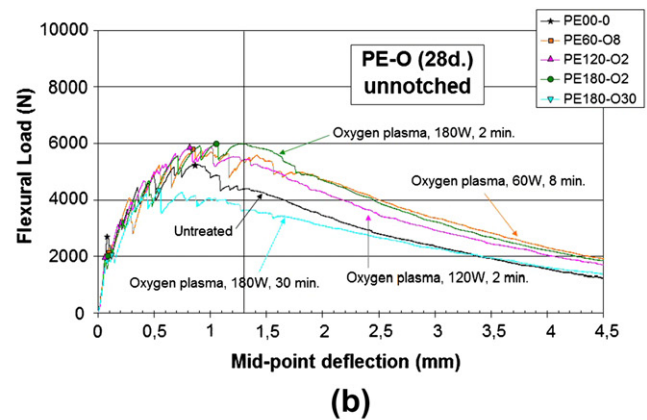 PE-O (28d.)
unnotched
PE00-0
PE60-O8
PE120-O2
PE180-O2
PE180-O30
Flexural Load (N)
10000
8000
6000
4000
2000
0
Oxygen plasma, 180W, 2 min.
Oxygen plasma, 60W, 8 min.
Untreated
Oxygen plasma, 180W, 30 min.
Oxygen plasma, 120W, 2 min.
0 0,5 1 1,5 2 2,5 3 3,5 4 4,5
Mid-point deflection (mm)
(b)